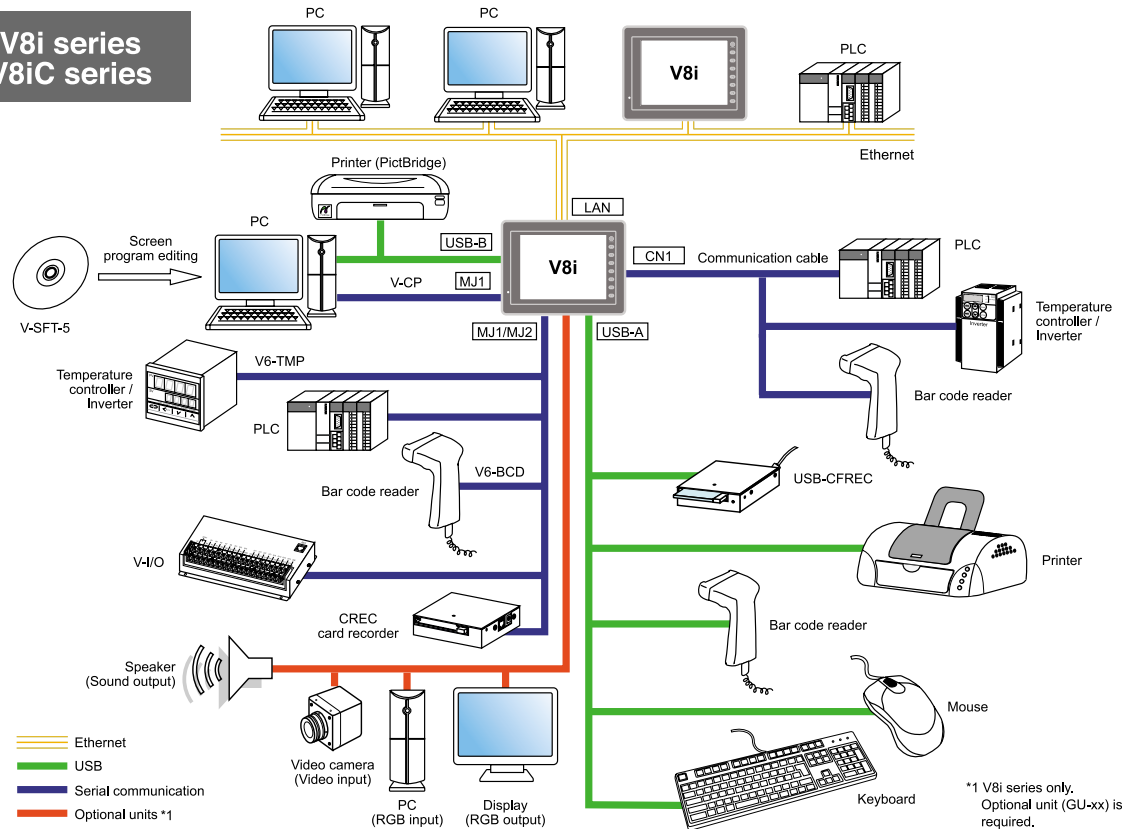 V8i series
V8iC series
PC
PC
V8i
PLC
Ethernet
Printer (PictBridge)
LAN
PC
USB-B
V8i
CN1
Communication cable
PLC
Screen
program editing
V-CP
MJ1
V-SFT-5
MJ1/MJ2
USB-A
Inverter
Temperature
controller /
Inverter
V6-TMP
Temperature
controller /
Inverter
Bar code reader
PLC
V6-BCD
Bar code reader
USB-CFREC
V-I/O
Printer
CREC
card recorder
Bar code reader
Speaker
(Sound output)
Mouse
Ethernet
USB
Serial communication
Optional units *1
Video camera
(Video input)
PC
(RGB input)
Display
(RGB output)
Keyboard
*1 V8i series only.
Optional unit (GU-xx) is
required.